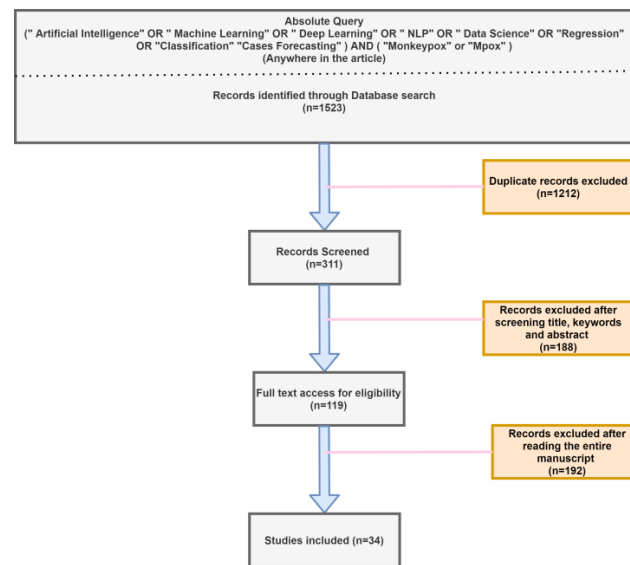 Absolute Query
(" Artificial Intelligence" OR " Machine Learning" OR " Deep Learning" OR " NLP" OR " Data Science" OR "Regression"
OR "Classification" "Cases Forecasting" ) AND ( "Monkeypox" or "Mpox" )
(Anywhere in the article)
Records identified through Database search
(n=1523)
Duplicate records excluded
(n=1212)
Records Screened
(n=311)
Records excluded after
screening title, keywords
and abstract
(n=188)
Full text access for eligibility
(n=119)
Records excluded after
reading the entire
manuscript
(n=192)
Studies included (n=34)